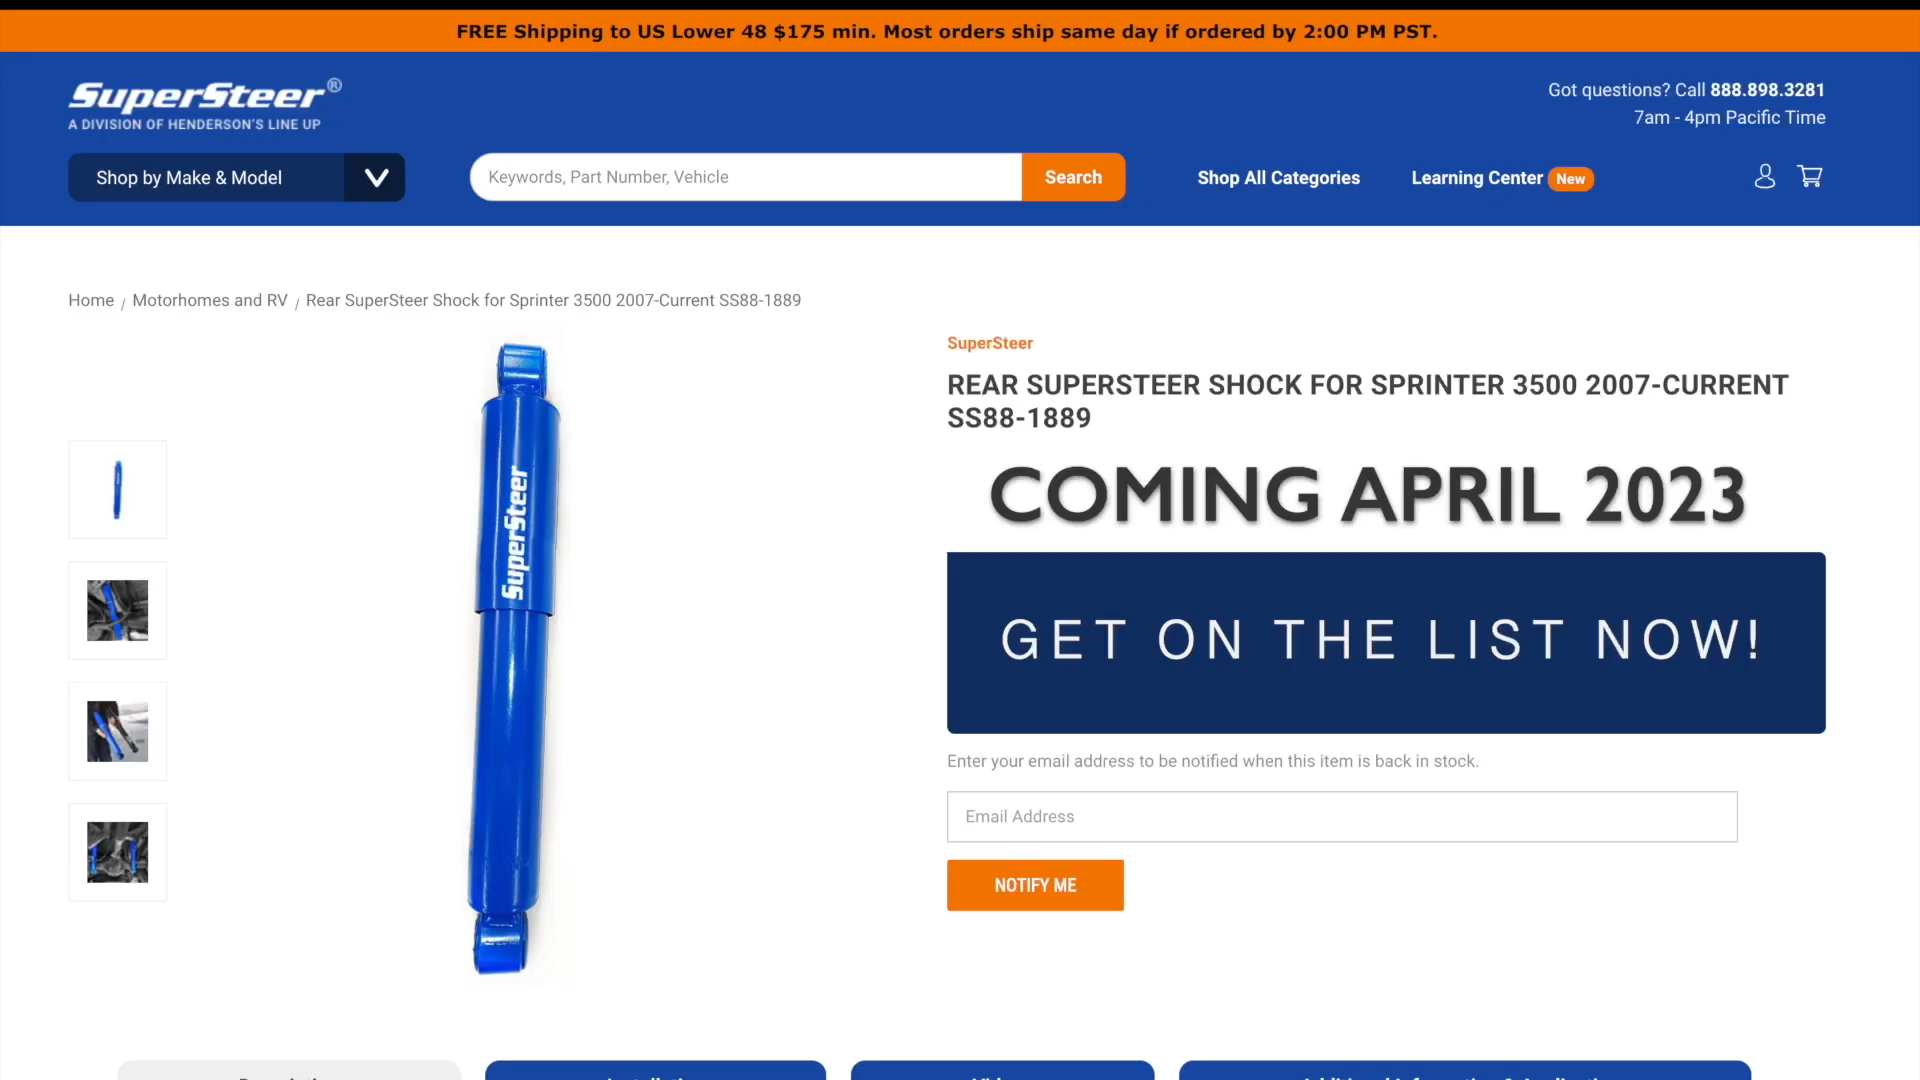 FREE Shipping to US Lower 48 $175 min. Most orders ship same day if ordered by 2:00 PM PST.
SuperSteer®
A DIVISION OF HENDERSON'S LINE UP
Got questions? Call 888.898.3281
7am - 4pm Pacific Time
Shop by Make & Model
Keywords, Part Number, Vehicle
Search
Shop All Categories
Learning Center New
Home / Motorhomes and RV / Rear SuperSteer Shock for Sprinter 3500 2007-Current SS88-1889
SuperSteer
SuperSteer
REAR SUPERSTEER SHOCK FOR SPRINTER 3500 2007-CURRENT
SS88-1889
COMING APRIL 2023
GET ON THE LIST NOW!
Enter your email address to be notified when this item is back in stock.
Email Address
NOTIFY ME